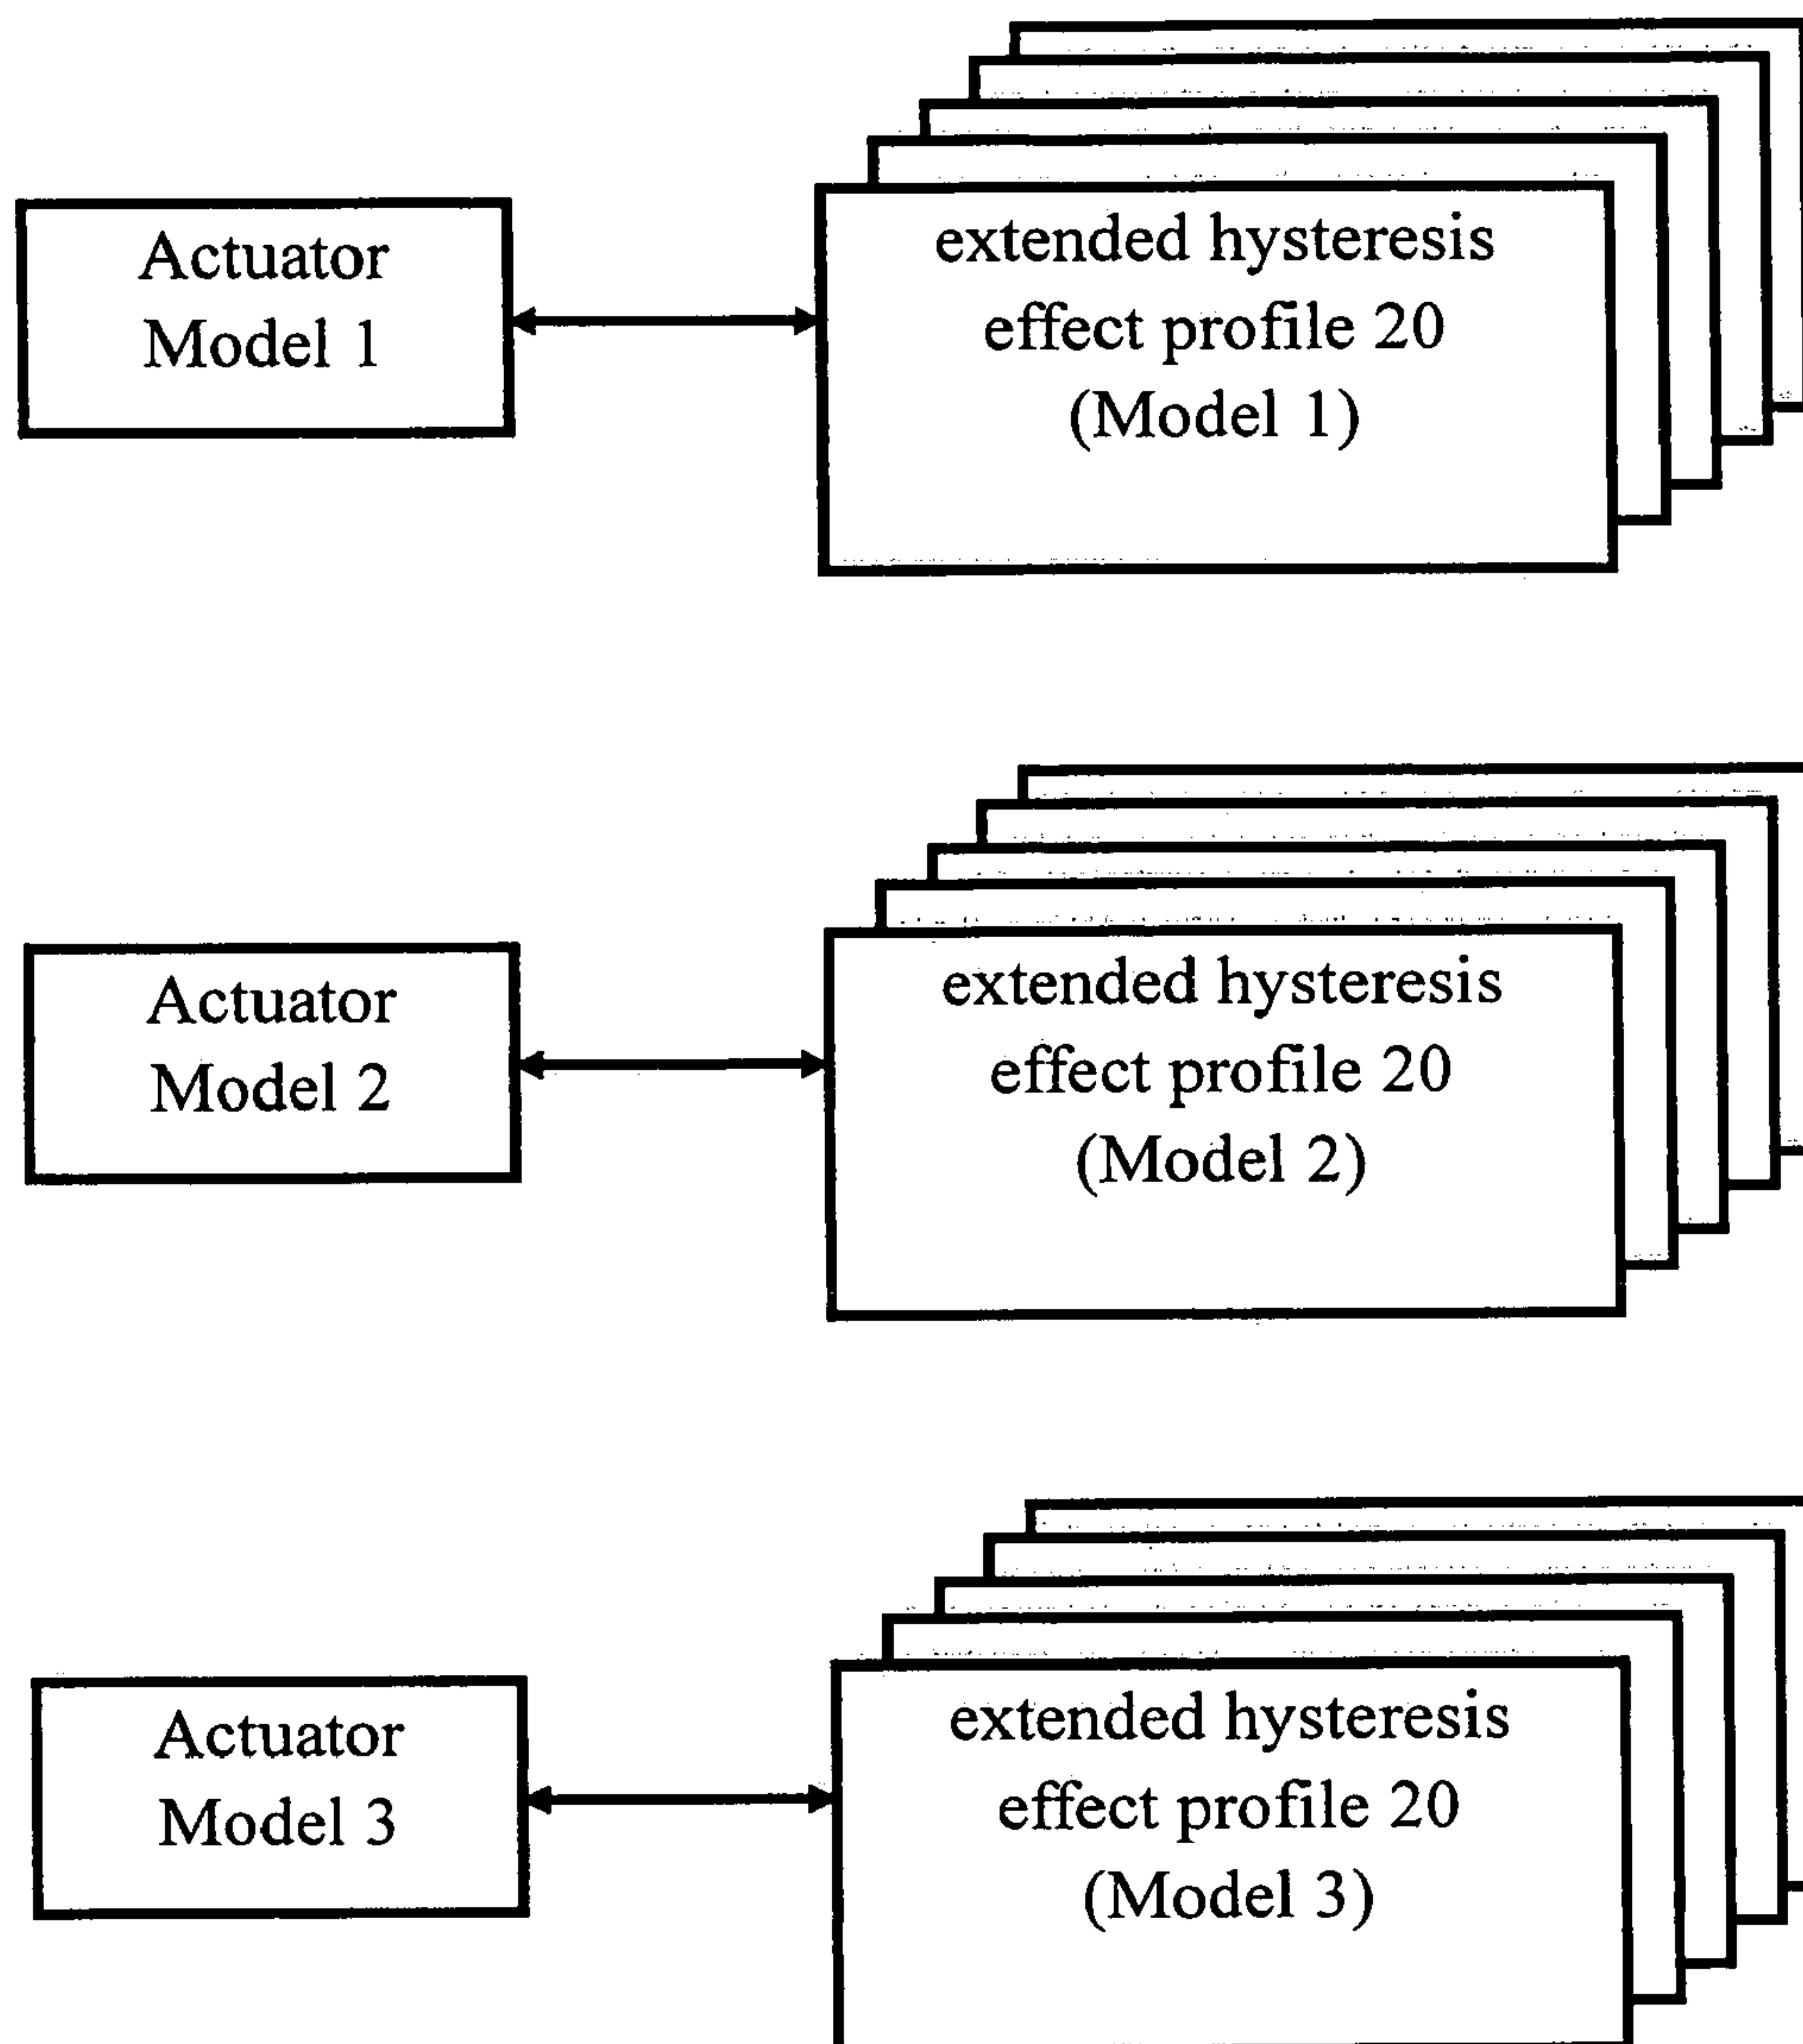 Actuator
Model 1
extended hysteresis
effect profile 20
(Model 1)
Actuator
Model 2
extended hysteresis
effect profile 20
(Model 2)
Actuator
Model 3
extended hysteresis
effect profile 20
(Model 3)